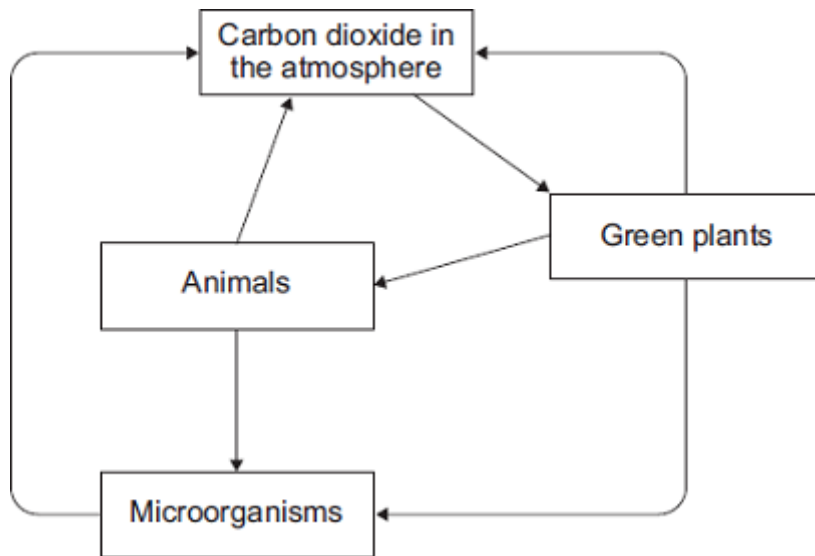 Carbon dioxide in
the atmosphere
Green plants
Animals
Microorganisms